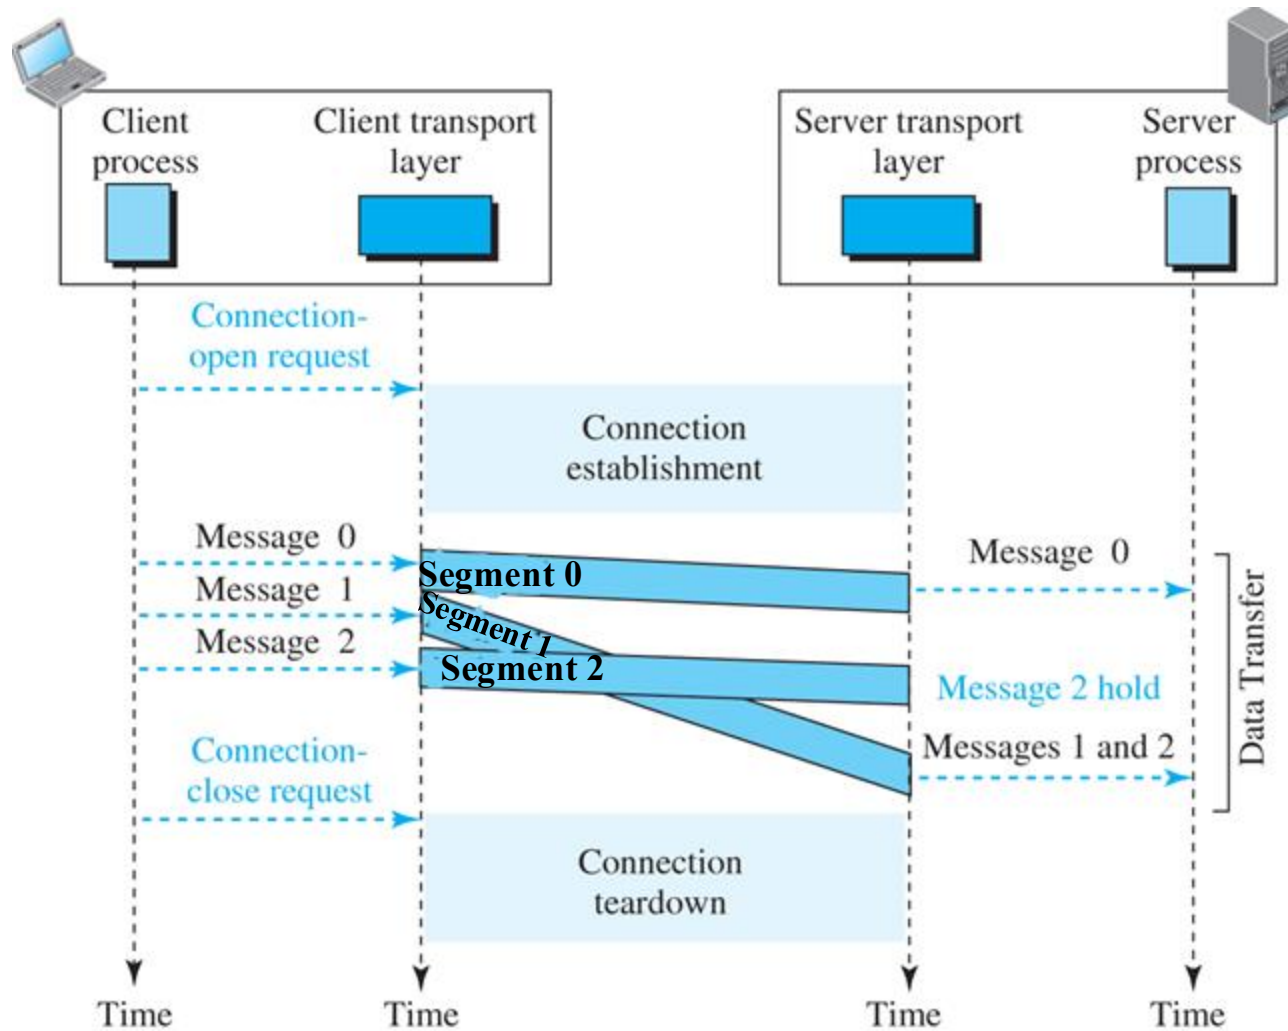 Client
process
Client transport
layer
Server transport
layer
Server
process
Connection-
open request
Connection
establishment
Message 0
Segment 0
Message 0
Message 1
Segment 1
Message 2
Segment 2
Message 2 hold
Messages 1 and 2
Data Transfer
Connection-
close request
Connection
teardown
Time
Time
Time
Time